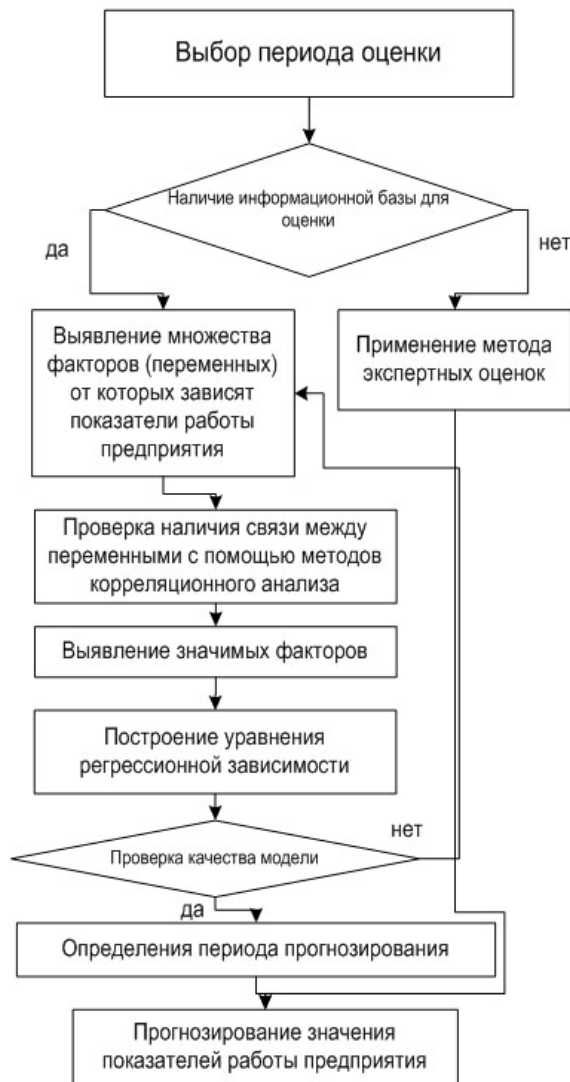 Выбор периода оценки
Наличие информационной базы для
оценки
да
нет
Выявление множества
факторов (переменных)
от которых зависят
показатели работы
предприятия
Применение метода
экспертных оценок
Проверка наличия связи между
переменными с помощью методов
корреляционного анализа
Выявление значимых факторов
Построение уравнения
регрессионной зависимости
нет
Проверка качества модели
да
Определения периода прогнозирования
Прогнозирование значения
показателей работы предприятия